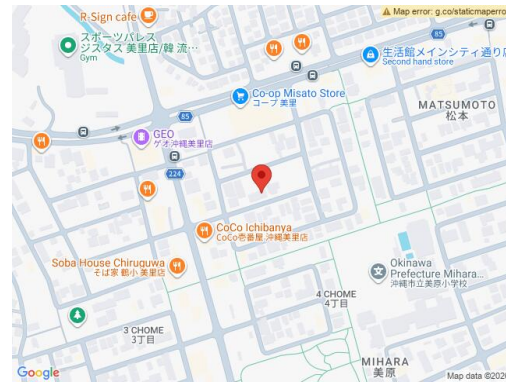 R-Sign cafe
Map error: g.co/staticmaperro
スポーツパレス
ジスタス 美里店/韓 流…
Gym
85
生活館メインシティ通り店
Second hand store
Co-op Misato Store
コープ 美里
MATSUMOTO
松本
85
GEO
ゲオ沖縄美里店
224
CoCo Ichibanya
CoCo壱番屋 沖縄美里店
Soba House Chiruguwa
そば家 鶴小 美里店
Okinawa
Prefecture Mihara...
沖縄市立美原小学校
4 CHOME
4丁目
3 CHOME
3丁目
MIHARA
美原
Google
Map data ©2026